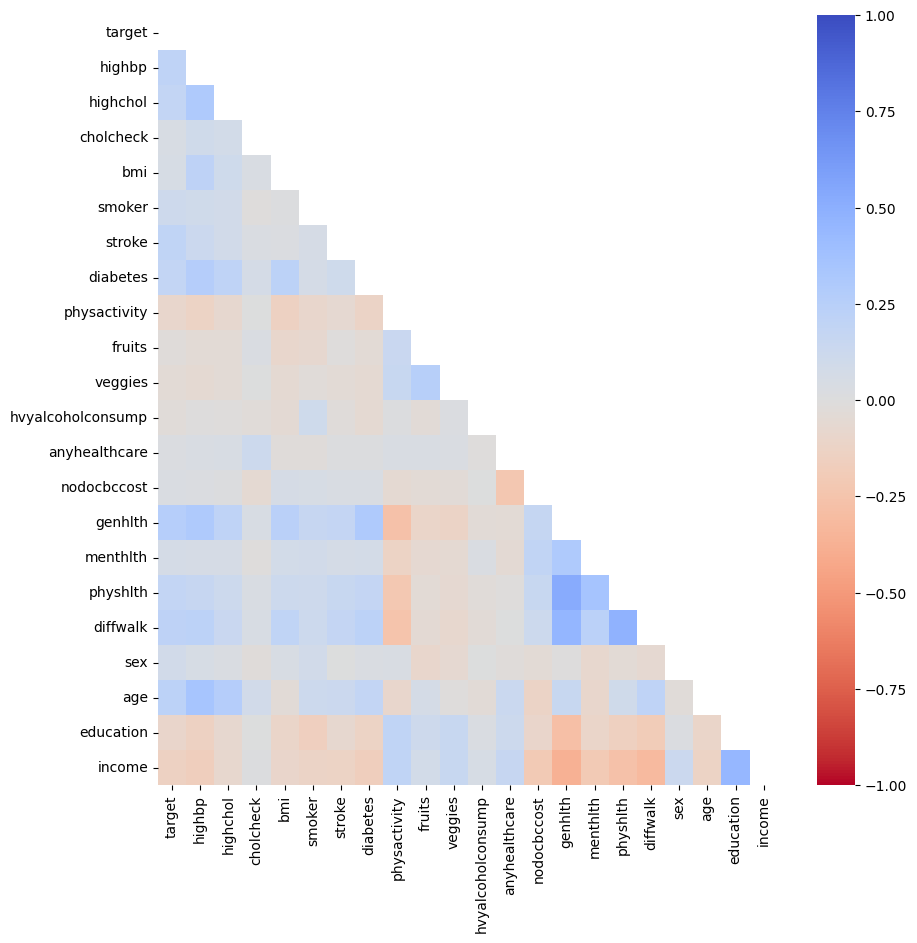 target
highbp
highchol
cholcheck
bmi
smoker
stroke
diabetes
physactivity
fruits
veggies
hvyalcoholconsump
anyhealthcare
nodocbccost
genhlth
menthlth
physhlth
diffwalk
sex
age
education
income
target
highbp
highchol
cholcheck
bmi
smoker
stroke
diabetes
physactivity
fruits
veggies
hvyalcoholconsump
anyhealthcare
nodocbccost
genhlth
menthlth
physhlth
diffwalk
sex
age
education
income
1.00
0.75
0.50
0.25
0.00
−0.25
−0.50
−0.75
−1.00